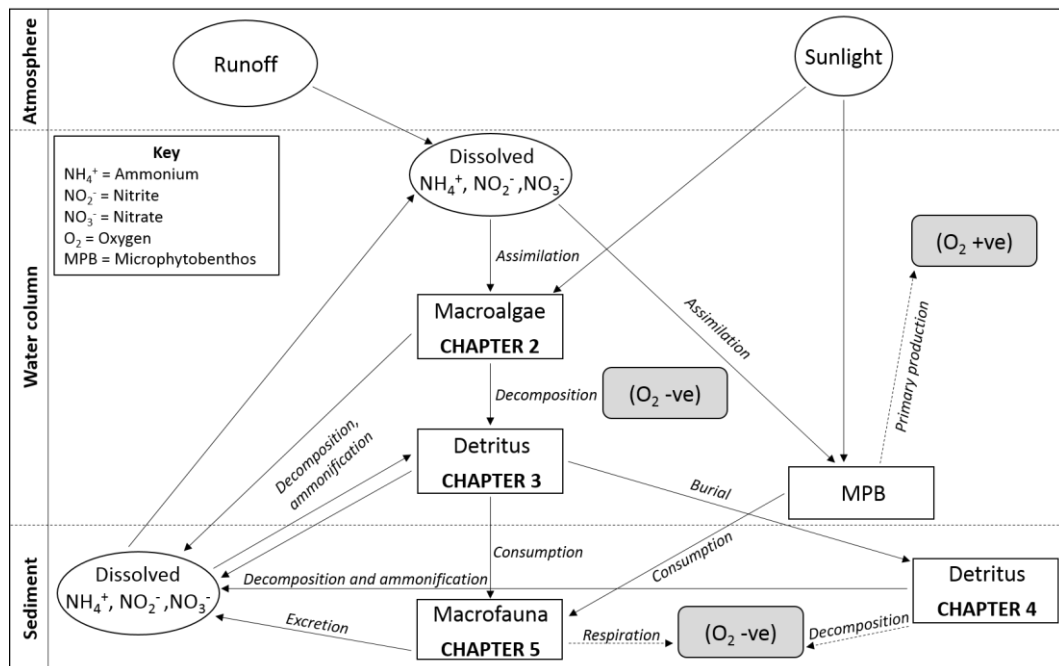 Atmosphere
Runoff
Sunlight
Water column
Key
NH₄⁺ = Ammonium
NO₂⁻ = Nitrite
NO₃⁻ = Nitrate
O₂ = Oxygen
MPB = Microphytobenthos
Dissolved
NH₄⁺, NO₂⁻,NO₃⁻
(O₂ +ve)
Assimilation
Macroalgae
CHAPTER 2
Assimilation
Primary production
Decomposition
(O₂ -ve)
Detritus
CHAPTER 3
Decomposition,
ammonification
Burial
MPB
Sediment
Dissolved
NH₄⁺, NO₂⁻,NO₃⁻
Consumption
Consumption
Decomposition and ammonification
Detritus
CHAPTER 4
Excretion
Macrofauna
CHAPTER 5
Respiration
(O₂ -ve)
Decomposition